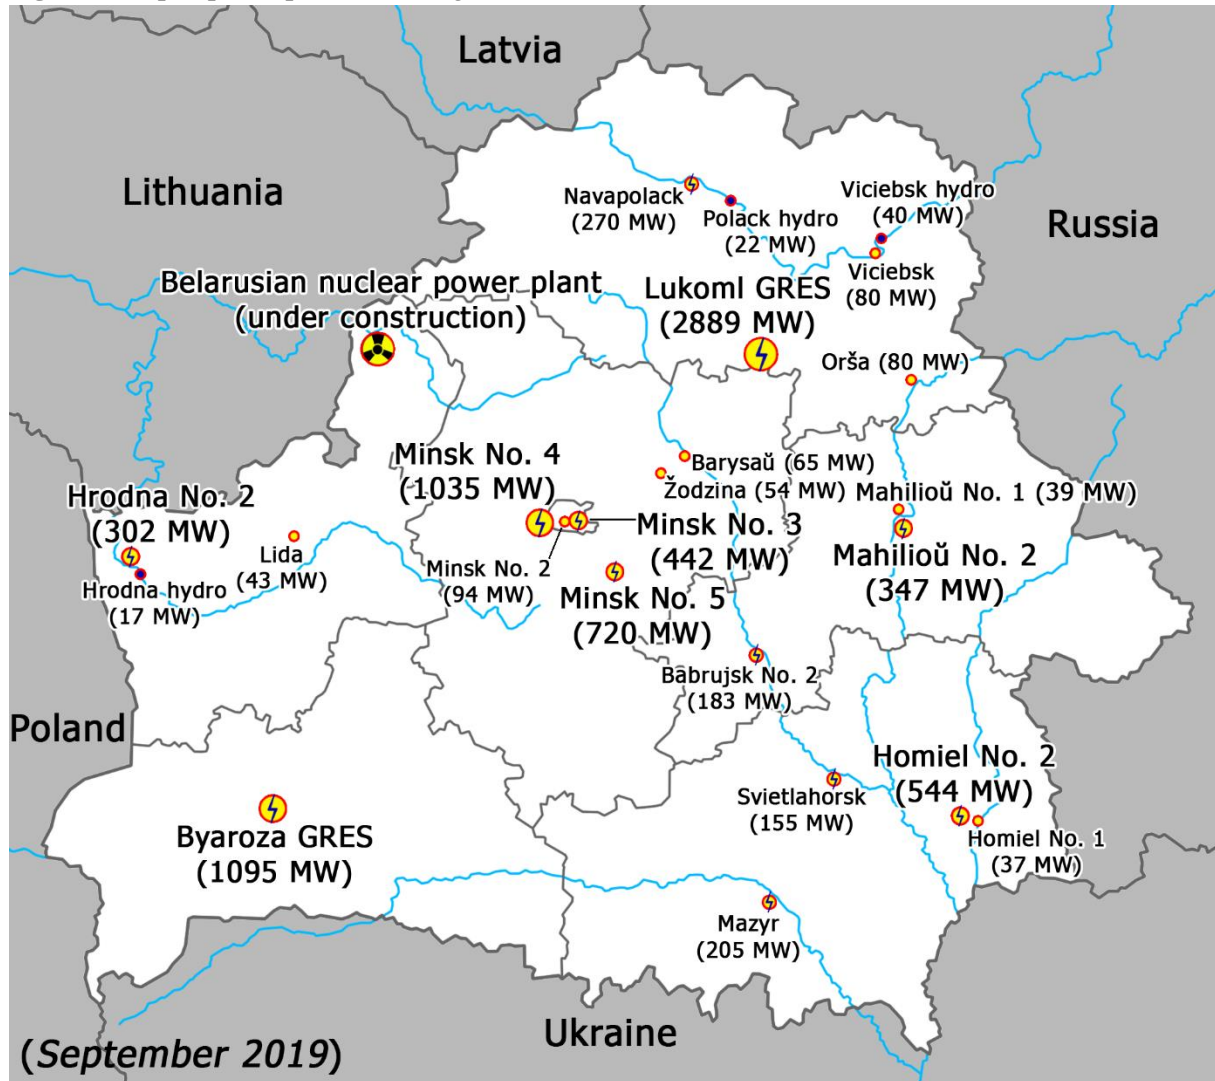 Latvia
Lithuania
Russia
Navapolack
(270 MW)
Polack hydro
(22 MW)
Viciebsk hydro
(40 MW)
Viciebsk
(80 MW)
Belarusian nuclear power plant
(under construction)
Lukoml GRES
(2889 MW)
Orša (80 MW)
Minsk No. 4
(1035 MW)
Barysaŭ (65 MW)
Žodzina (54 MW)
Mahilioŭ No. 1 (39 MW)
Hrodna No. 2
(302 MW)
Lida
(43 MW)
Hrodna hydro
(17 MW)
Minsk No. 2
(94 MW)
Minsk No. 3
(442 MW)
Mahilioŭ No. 2
(347 MW)
Minsk No. 5
(720 MW)
Babrujsk No. 2
(183 MW)
Poland
Svietlahorsk
(155 MW)
Homiel No. 2
(544 MW)
Homiel No. 1
(37 MW)
Byaroza GRES
(1095 MW)
Mazyr
(205 MW)
Ukraine
(September 2019)